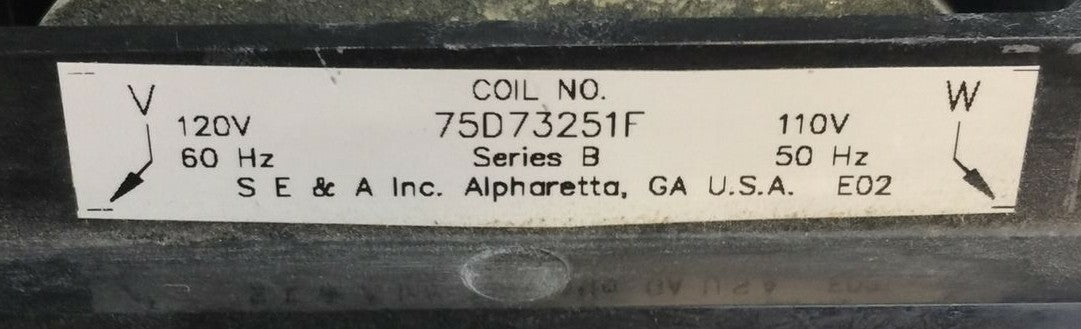 COIL NO.
V 120V 75D73251F 110V W
60 Hz Series B 50 Hz
S E & A Inc. Alpharetta, GA U.S.A. E02